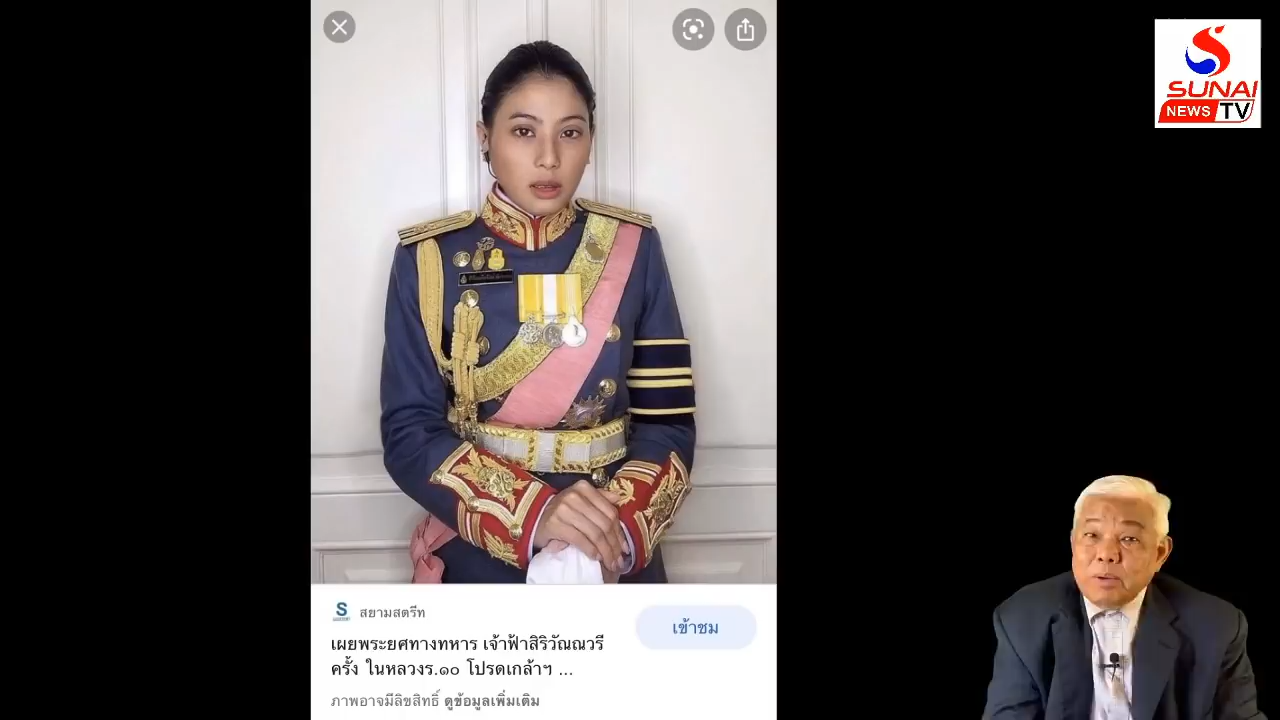 SUNAI
NEWS TV
S สยามสตรีท
เผยพระยศทางทหาร เจ้าฟ้าสิริวัณณวรี
ครั้ง ในหลวงร.๑๐ โปรดเกล้าฯ ...
ภาพอาจมีลิขสิทธิ์ ดูข้อมูลเพิ่มเติม
เข้าชม